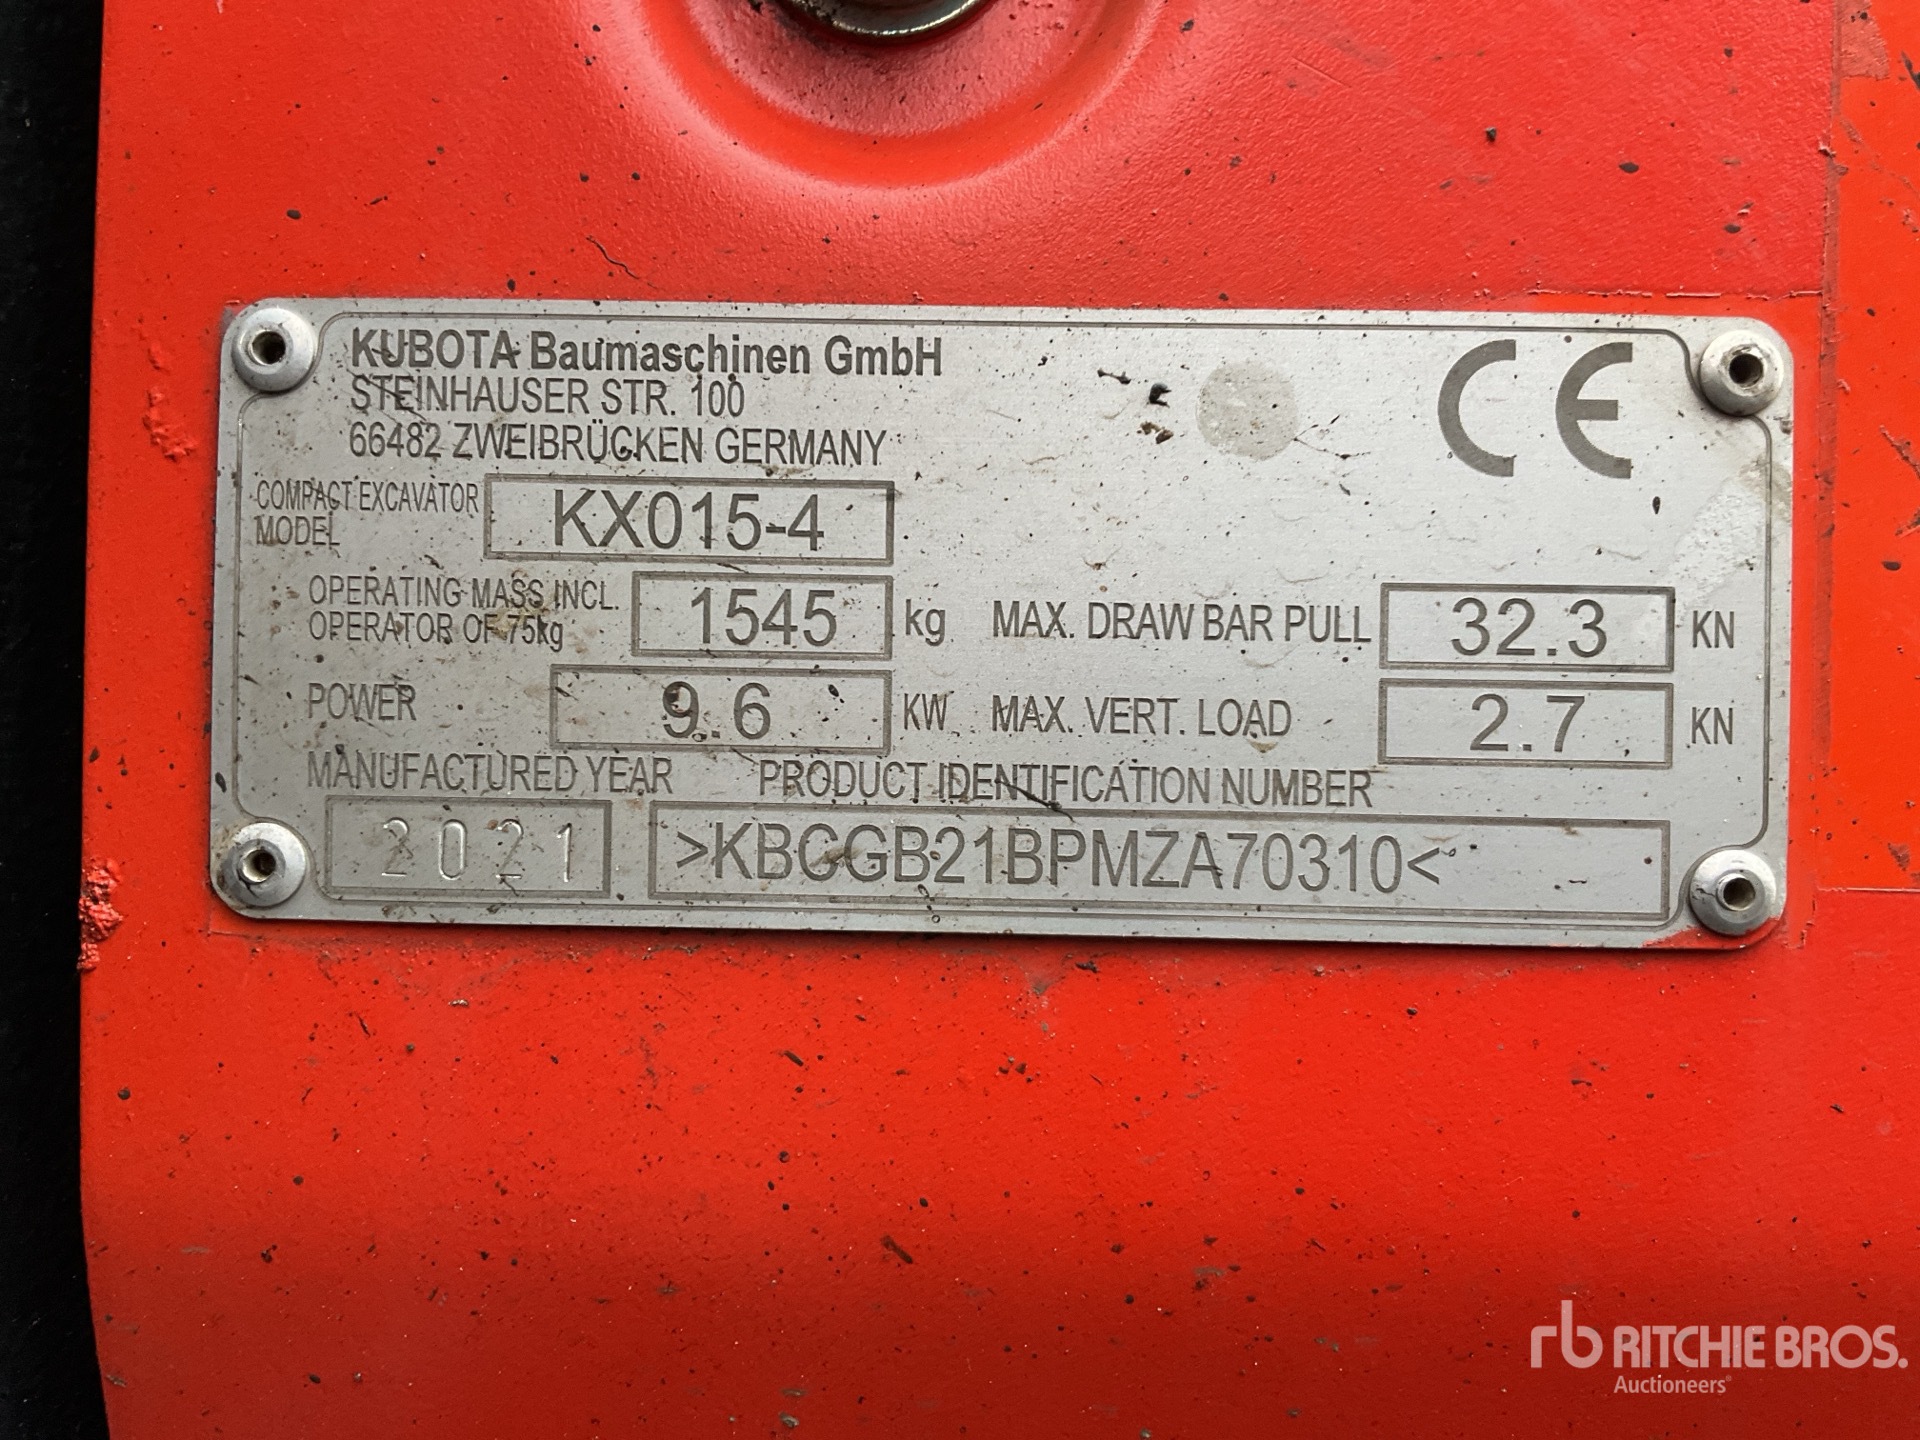 KUBOTA Baumaschinen GmbH
STEINHAUSER STR. 100
66482 ZWEIBRÜCKEN GERMANY
CE
COMPACT EXCAVATOR
MODEL
KX015-4
OPERATING MASS INCL.
OPERATOR OF 75kg
1545 kg
MAX. DRAW BAR PULL 32.3 KN
POWER 9.6 KW
MAX. VERT. LOAD 2.7 KN
MANUFACTURED YEAR
PRODUCT IDENTIFICATION NUMBER
2021
>KBCGB21BPMZA70310<
rb RITCHIE BROS.
Auctioneers